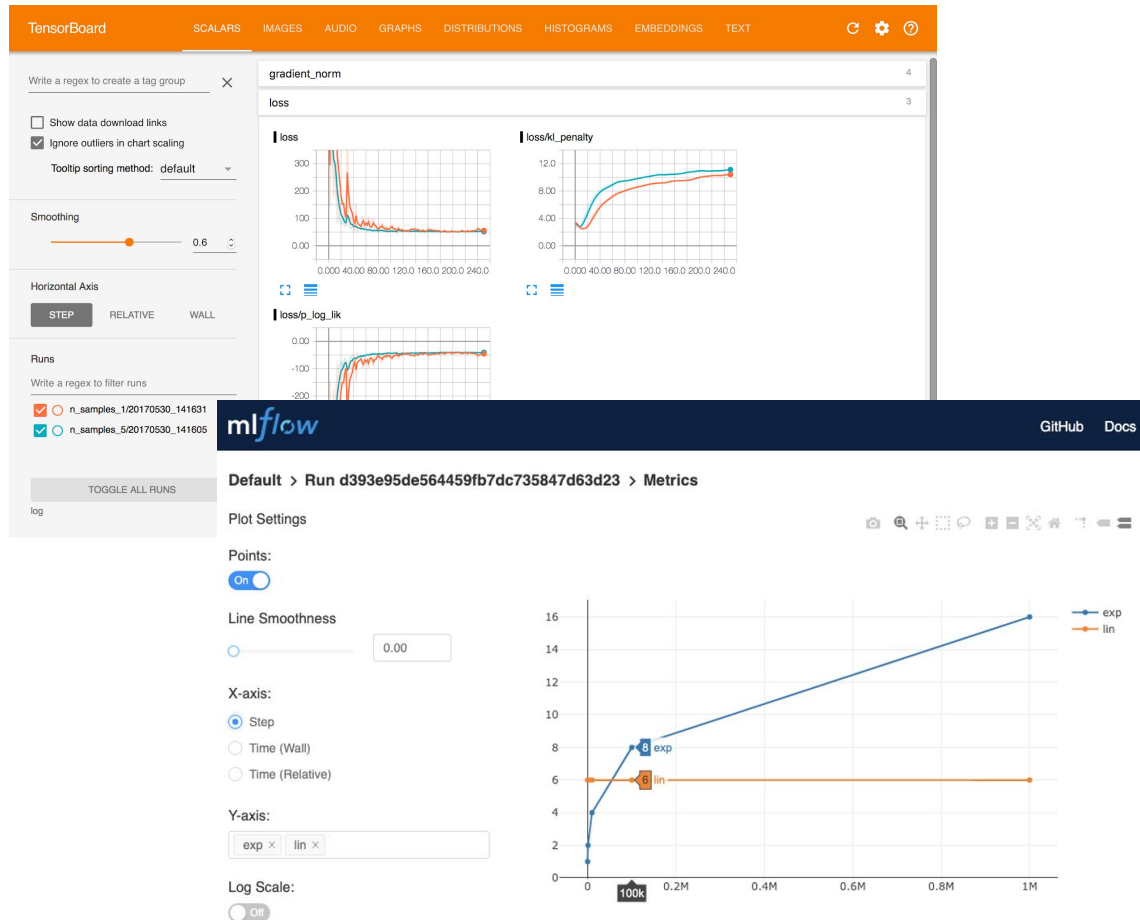 TensorBoard SCALARS IMAGES AUDIO GRAPHS DISTRIBUTIONS HISTOGRAMS EMBEDDINGS TEXT
Write a regex to create a tag group
Show data download links
Ignore outliers in chart scaling
Tooltip sorting method: default
Smoothing
0.6
Horizontal Axis
STEP RELATIVE WALL
Runs
Write a regex to filter runs
n_samples_1/20170530_141631
n_samples_5/20170530_141605
TOGGLE ALL RUNS
log
gradient_norm 4
loss 3
loss
300
200
100
0.00
0.000 40.00 80.00 120.0 160.0 200.0 240.0
loss/kl_penalty
12.0
8.00
4.00
0.00
0.000 40.00 80.00 120.0 160.0 200.0 240.0
loss/p_log_lik
0.00
-100
-200
mlflow GitHub Docs
Default > Run d393e95de564459fb7dc735847d63d23 > Metrics
Plot Settings
Points:
On
Line Smoothness
0.00
X-axis:
Step
Time (Wall)
Time (Relative)
Y-axis:
exp × lin ×
Log Scale:
Off
16
14
12
10
8
6
4
2
0
8 exp
6 lin
0 100k 0.2M 0.4M 0.6M 0.8M 1M
exp
lin